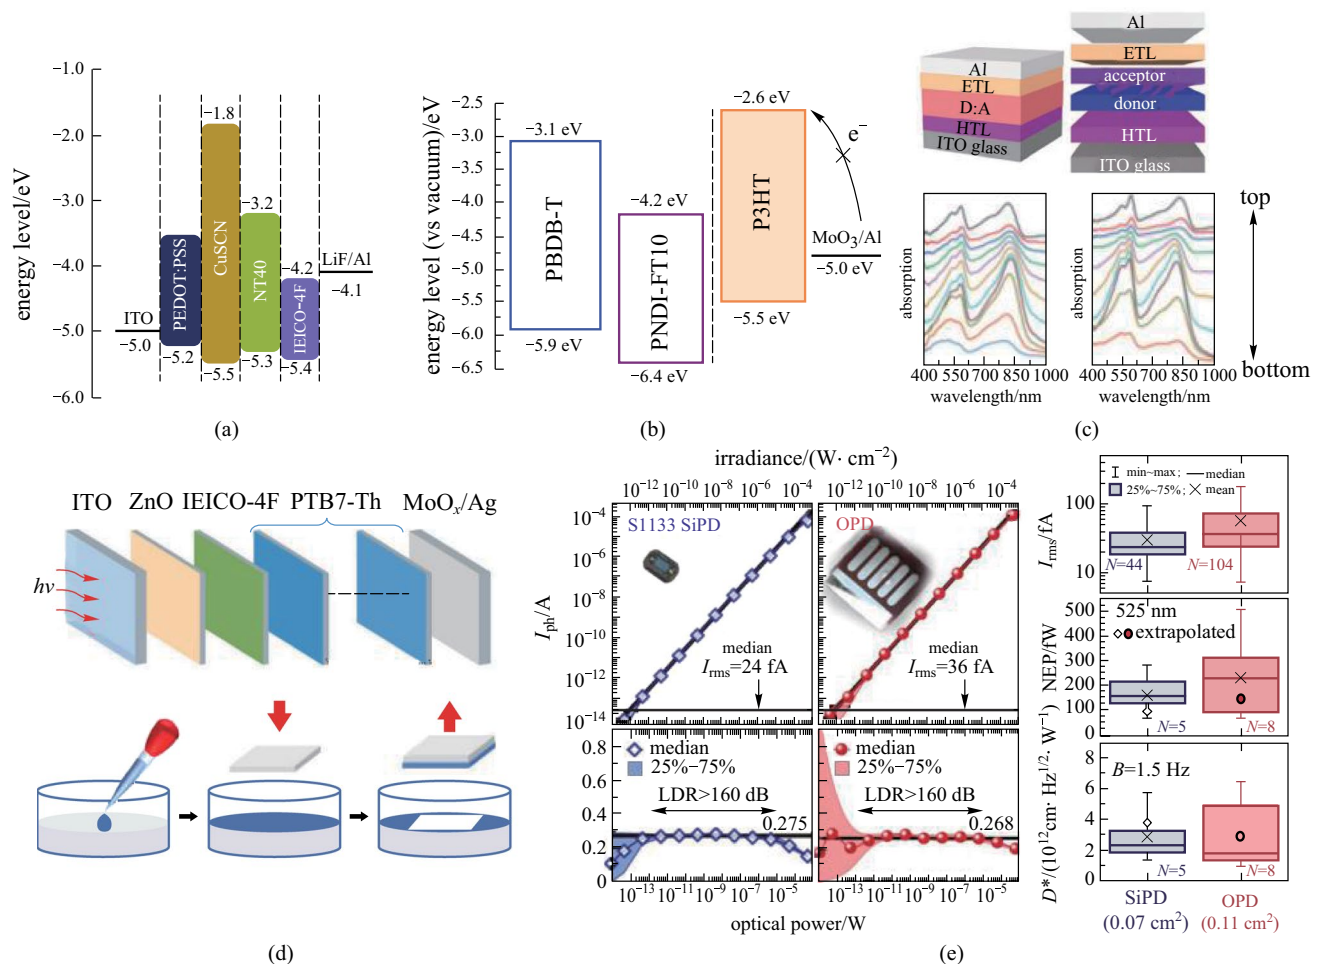 −1.0
−2.0
−3.0
−4.0
−5.0
−6.0
energy level/eV
ITO
−5.0
PEDOT:PSS
−5.2
−1.8
CuSCN
−5.5
−3.2
NT40
−5.3
−4.2
IEICO-4F
−5.4
LiF/Al
−4.1
(a)
energy level (vs vacuum)/eV
−2.5
−3.0
−3.5
−4.0
−4.5
−5.0
−5.5
−6.0
−6.5
−3.1 eV
PBDB-T
−5.9 eV
−4.2 eV
PNDI-FT10
−6.4 eV
−2.6 eV
P3HT
−5.5 eV
e−
MoO3/Al
−5.0 eV
(b)
Al
ETL
D:A
HTL
ITO glass
Al
ETL
acceptor
donor
HTL
ITO glass
absorption
400 550 700 850 1000
wavelength/nm
absorption
400 550 700 850 1000
wavelength/nm
top
bottom
(c)
ITO ZnO IEICO-4F PTB7-Th MoOx/Ag
hν
(d)
irradiance/(W· cm−2)
10−12 10−10 10−8 10−6 10−4
10−12 10−10 10−8 10−6 10−4
Iph/A
10−4
10−6
10−8
10−10
10−12
10−14
S1133 SiPD
median
Irms=24 fA
OPD
median
Irms=36 fA
0.8
0.6
0.4
0.2
0
median
25%−75%
LDR>160 dB
0.275
median
25%−75%
LDR>160 dB
0.268
10−13 10−11 10−9 10−7 10−5
10−13 10−11 10−9 10−7 10−5
optical power/W
Irms/fA
100
10
min~max; median
25%~75%; mean
N=44
N=104
NEP/fW
500
400
300
200
100
0
525 nm
extrapolated
N=5
N=8
D*/(10^12cm· Hz1/2· W−1)
8
6
4
2
0
B=1.5 Hz
N=5
N=8
SiPD
(0.07 cm2)
OPD
(0.11 cm2)
(e)